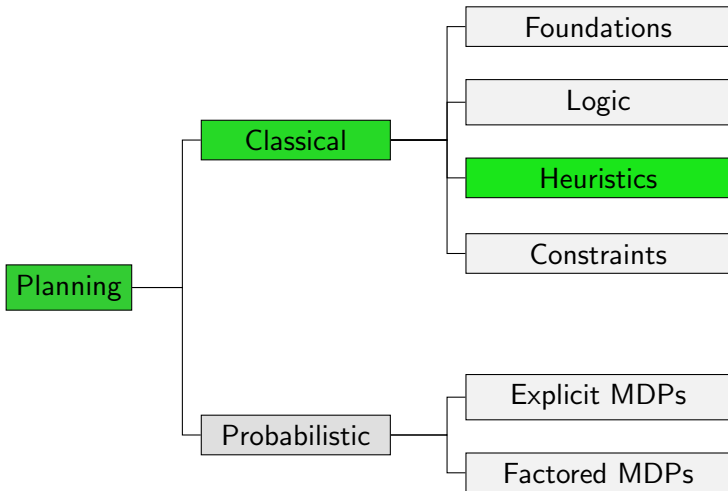 Foundations
Logic
Classical
Heuristics
Constraints
Planning
Explicit MDPs
Probabilistic
Factored MDPs